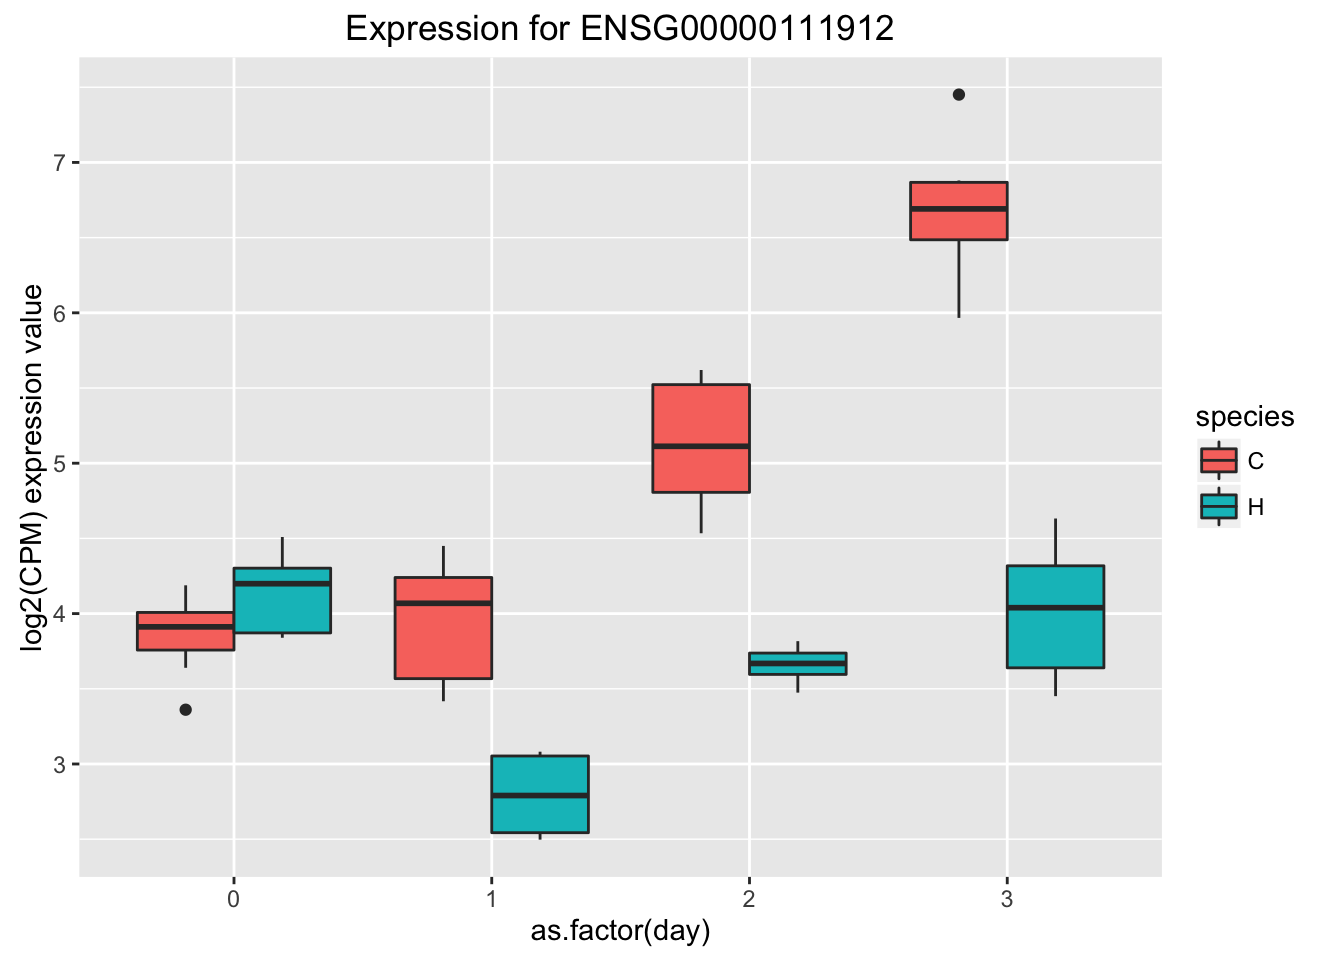 Expression for ENSG00000111912
log2(CPM) expression value
7
6
5
4
3
0 1 2 3
as.factor(day)
species
C
H